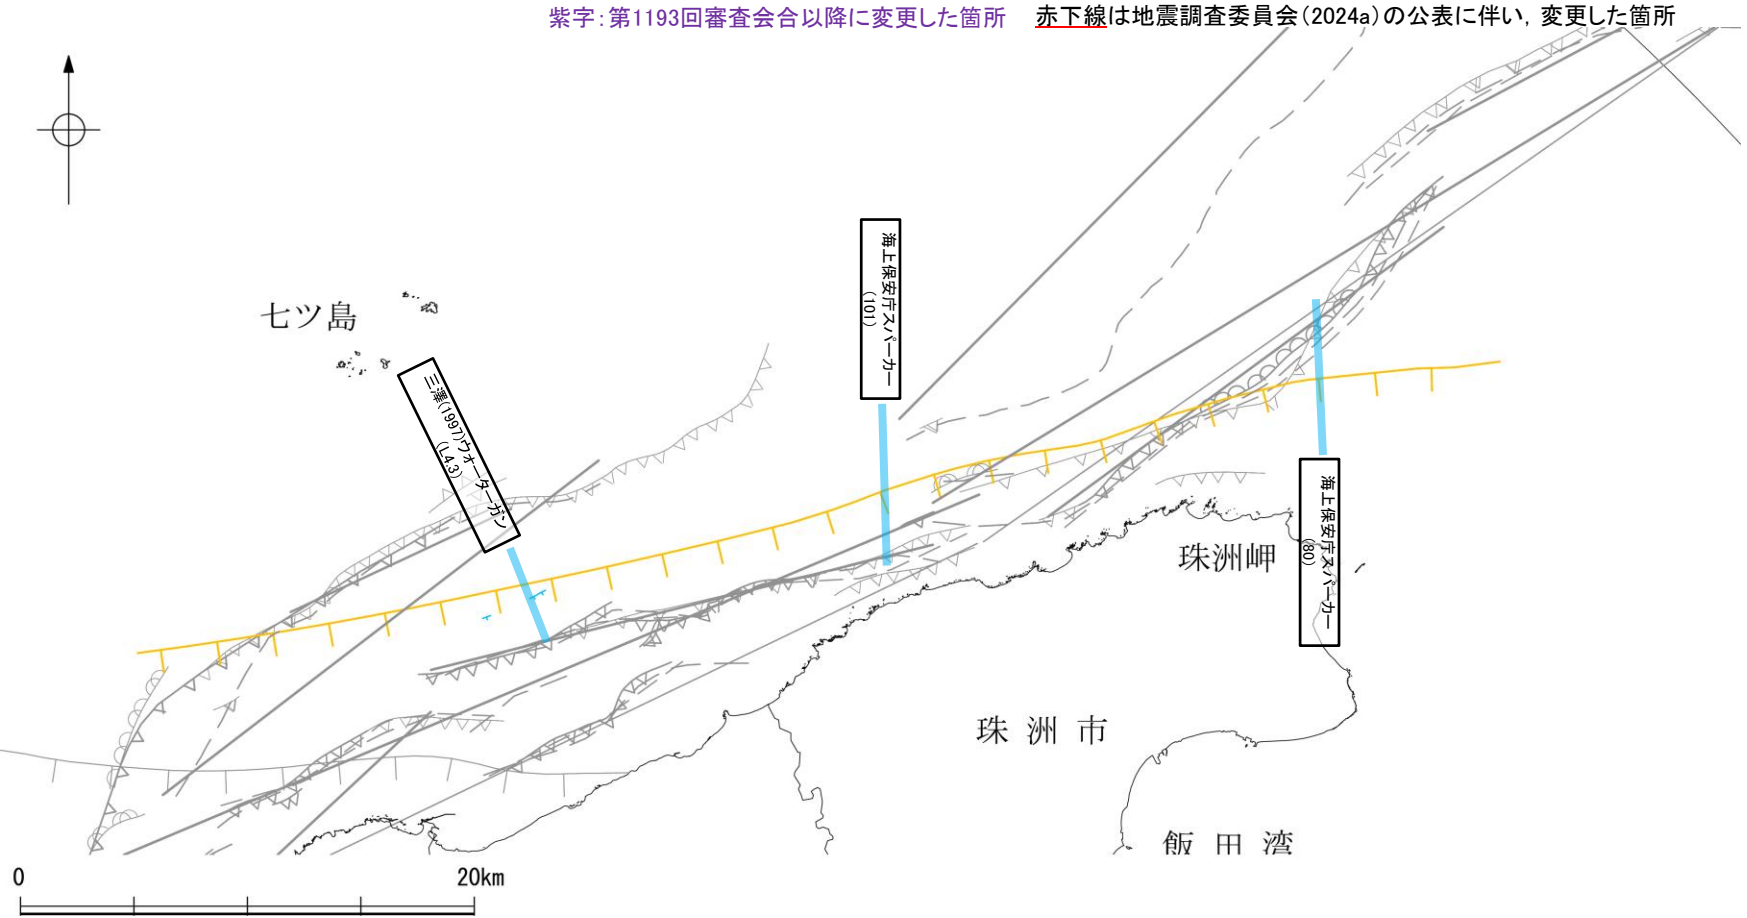 紫字：第1193回審査会合以降に変更した箇所　赤下線は地震調査委員会（2024a）の公表に伴い，変更した箇所
七ツ島
三澤(1997)ウォーターガン
（L4.3）
海上保安庁スパーカー
（101）
海上保安庁スパーカー
（80）
珠洲岬
珠洲市
飯田湾
0
20km